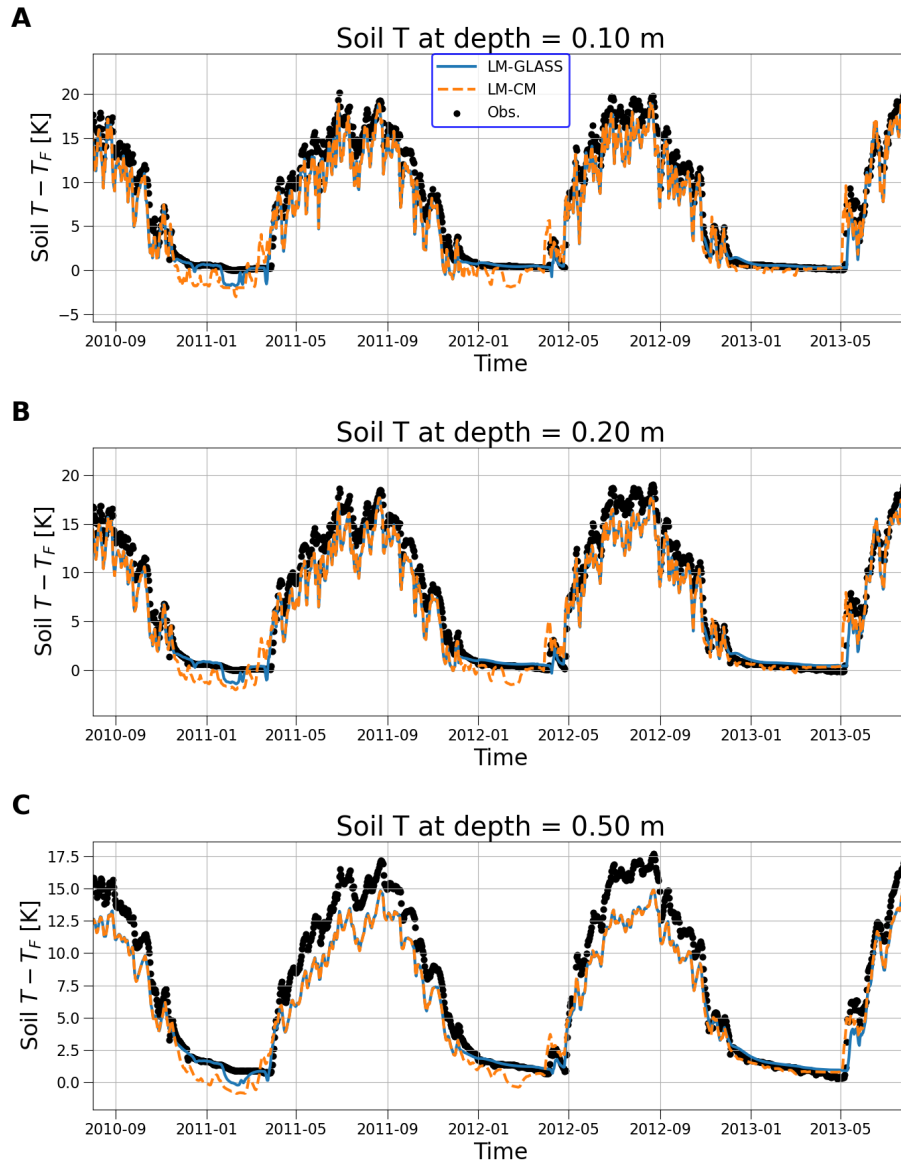 A
Soil T at depth = 0.10 m
LM-GLASS
LM-CM
Obs.
Soil T − T_F [K]
20
15
10
5
0
−5
2010-09 2011-01 2011-05 2011-09 2012-01 2012-05 2012-09 2013-01 2013-05
Time
B
Soil T at depth = 0.20 m
Soil T − T_F [K]
20
15
10
5
0
2010-09 2011-01 2011-05 2011-09 2012-01 2012-05 2012-09 2013-01 2013-05
Time
C
Soil T at depth = 0.50 m
Soil T − T_F [K]
17.5
15.0
12.5
10.0
7.5
5.0
2.5
0.0
2010-09 2011-01 2011-05 2011-09 2012-01 2012-05 2012-09 2013-01 2013-05
Time